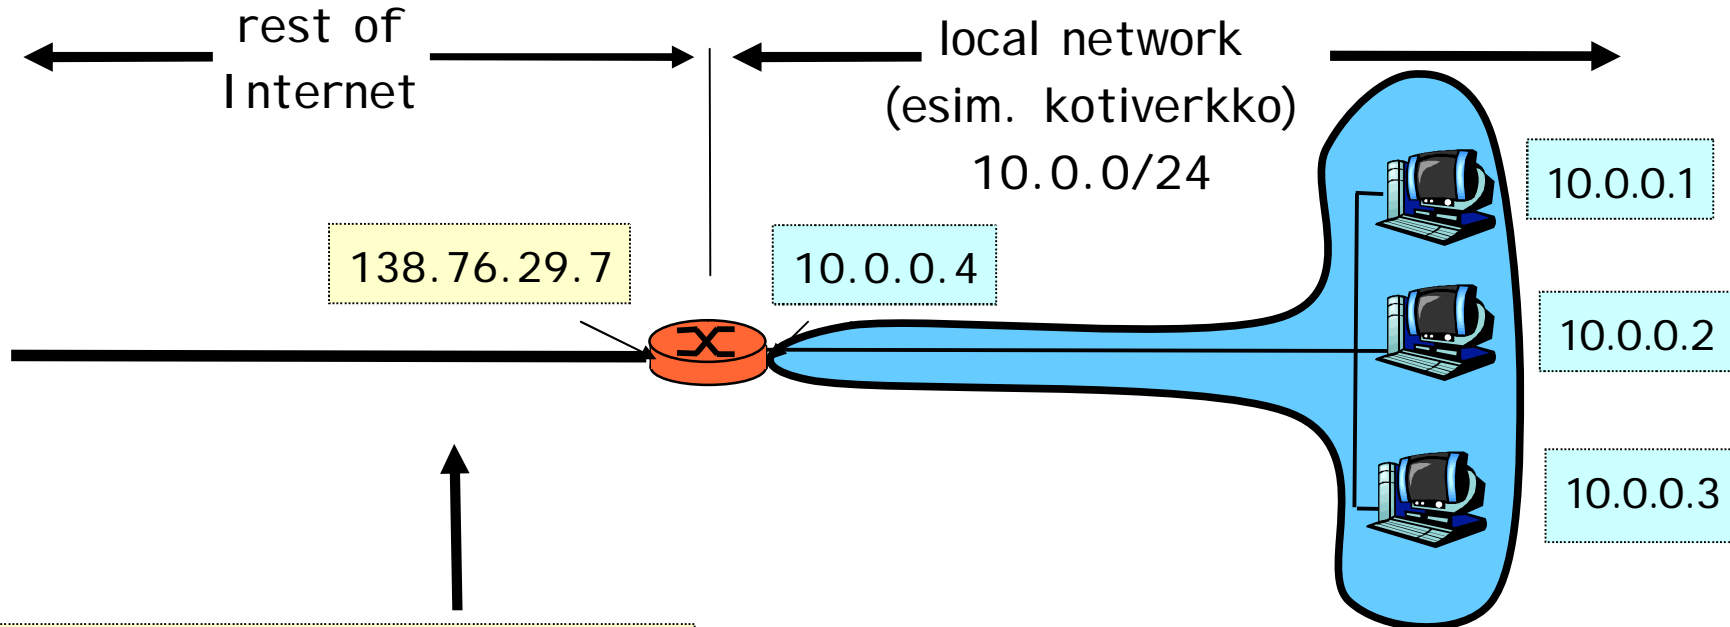 rest of
Internet
local network
(esim. kotiverkko)
10.0.0/24
138.76.29.7
10.0.0.4
10.0.0.1
10.0.0.2
10.0.0.3